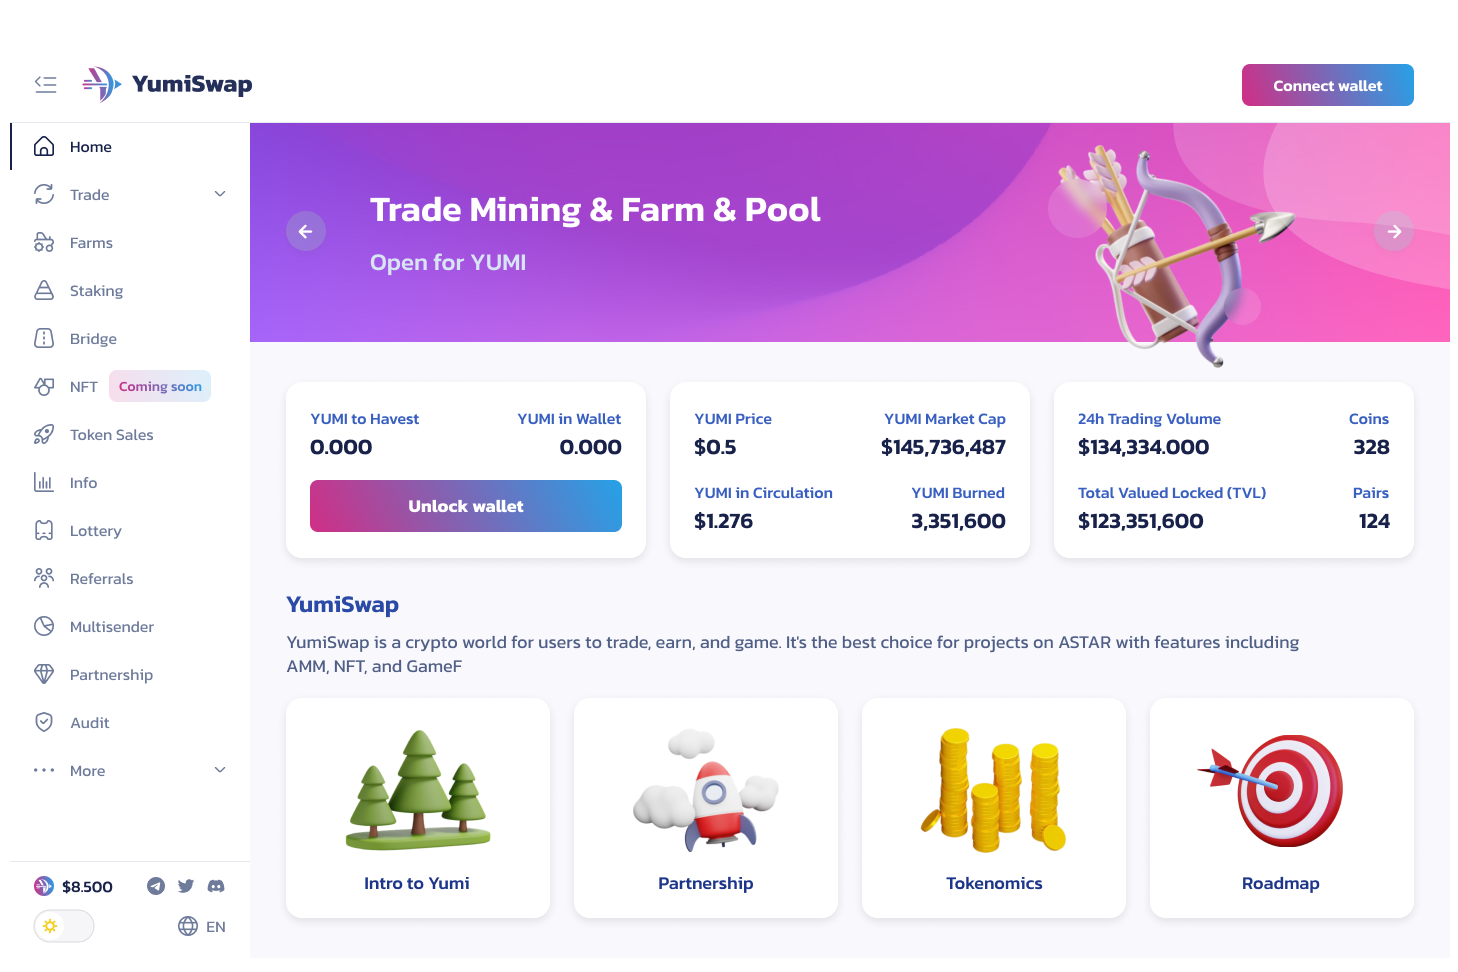 YumiSwap
Connect wallet
Home
Trade
Farms
Staking
Bridge
NFT Coming soon
Token Sales
Info
Lottery
Referrals
Multisender
Partnership
Audit
More
$8.500
EN
Trade Mining & Farm & Pool
Open for YUMI
YUMI to Havest YUMI in Wallet
0.000 0.000
Unlock wallet
YUMI Price YUMI Market Cap
$0.5 $145,736,487
YUMI in Circulation YUMI Burned
$1.276 3,351,600
24h Trading Volume Coins
$134,334.000 328
Total Valued Locked (TVL) Pairs
$123,351,600 124
YumiSwap
YumiSwap is a crypto world for users to trade, earn, and game. It's the best choice for projects on ASTAR with features including
AMM, NFT, and GameF
Intro to Yumi
Partnership
Tokenomics
Roadmap